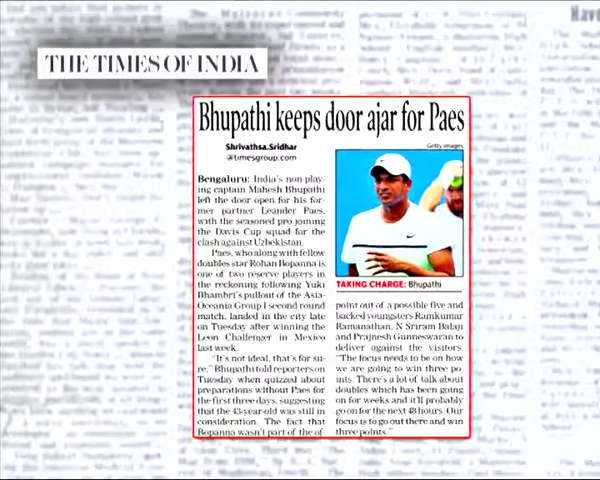 THE TIMES OF INDIA
Bhupathi keeps door ajar for Paes
Shrivathsa.Sridhar
@timesgroup.com
Bengaluru: India's non-play-
ing captain Mahesh Bhupathi
left the door open for his for-
mer partner Leander Paes,
with the seasoned pro joining
the Davis Cup squad for the
clash against Uzbekistan.
Paes, who along with fellow
doubles star Rohan Bopanna is
one of two reserve players in
the reckoning following Yuki
Bhambri's pullout of the Asia-
Oceania Group I second round
match, landed in the city late
on Tuesday after winning the
Leon Challenger in Mexico
last week.
"It's not ideal, that's for su-
re," Bhupathi told reporters on
Tuesday when quizzed about
preparations without Paes for
the first three days, suggesting
that the 43-year-old was still in
consideration. The fact that
Bopanna wasn't part of the of-
Getty Images
TAKING CHARGE: Bhupathi
point out of a possible five and
backed youngsters Ramkumar
Ramanathan, N Sriram Balaji
and Prajnesh Gunneswaran to
deliver against the visitors.
"The focus needs to be on how
we are going to win three po-
ints. There's a lot of talk about
doubles which has been going
on for weeks and it'll probably
go on for the next 48 hours. Our
focus is to go out there and win
three points."